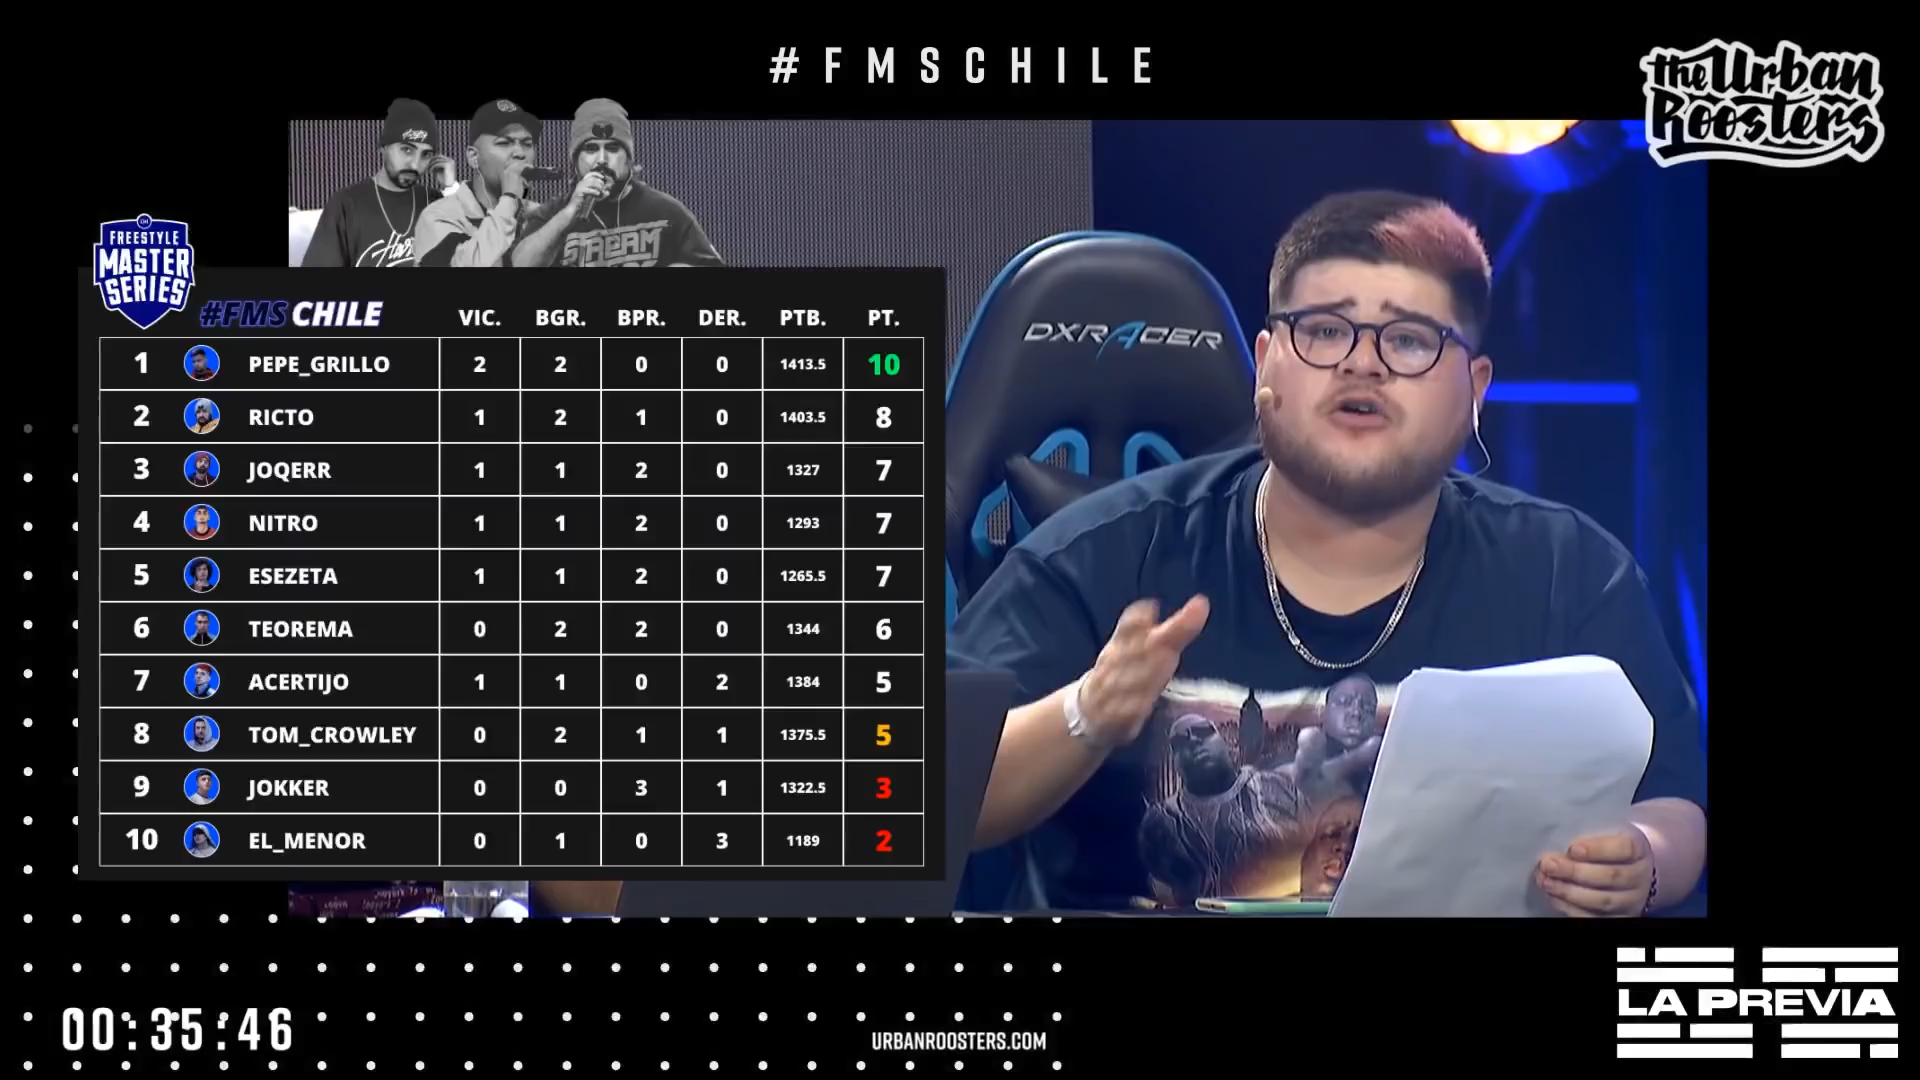 #FMSCHILE
the Urban
Roosters
STREAM
FREESTYLE
MASTER
SERIES
#FMS CHILE VIC. BGR. BPR. DER. PTB. PT.
1 PEPE_GRILLO 2 2 0 0 1413.5 10
2 RICTO 1 2 1 0 1403.5 8
3 JOQERR 1 1 2 0 1327 7
4 NITRO 1 1 2 0 1293 7
5 ESEZETA 1 1 2 0 1265.5 7
6 TEOREMA 0 2 2 0 1344 6
7 ACERTIJO 1 1 0 2 1384 5
8 TOM_CROWLEY 0 2 1 1 1375.5 5
9 JOKKER 0 0 3 1 1322.5 3
10 EL_MENOR 0 1 0 3 1189 2
DXRACER
00:35:46
URBANROOSTERS.COM
LA PREVIA